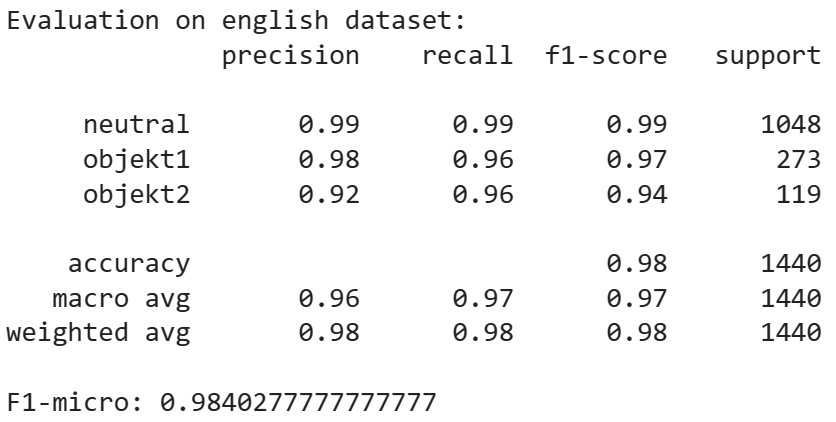 Evaluation on english dataset:
precision recall f1-score support
neutral 0.99 0.99 0.99 1048
objekt1 0.98 0.96 0.97 273
objekt2 0.92 0.96 0.94 119
accuracy 0.98 1440
macro avg 0.96 0.97 0.97 1440
weighted avg 0.98 0.98 0.98 1440
F1-micro: 0.9840277777777777